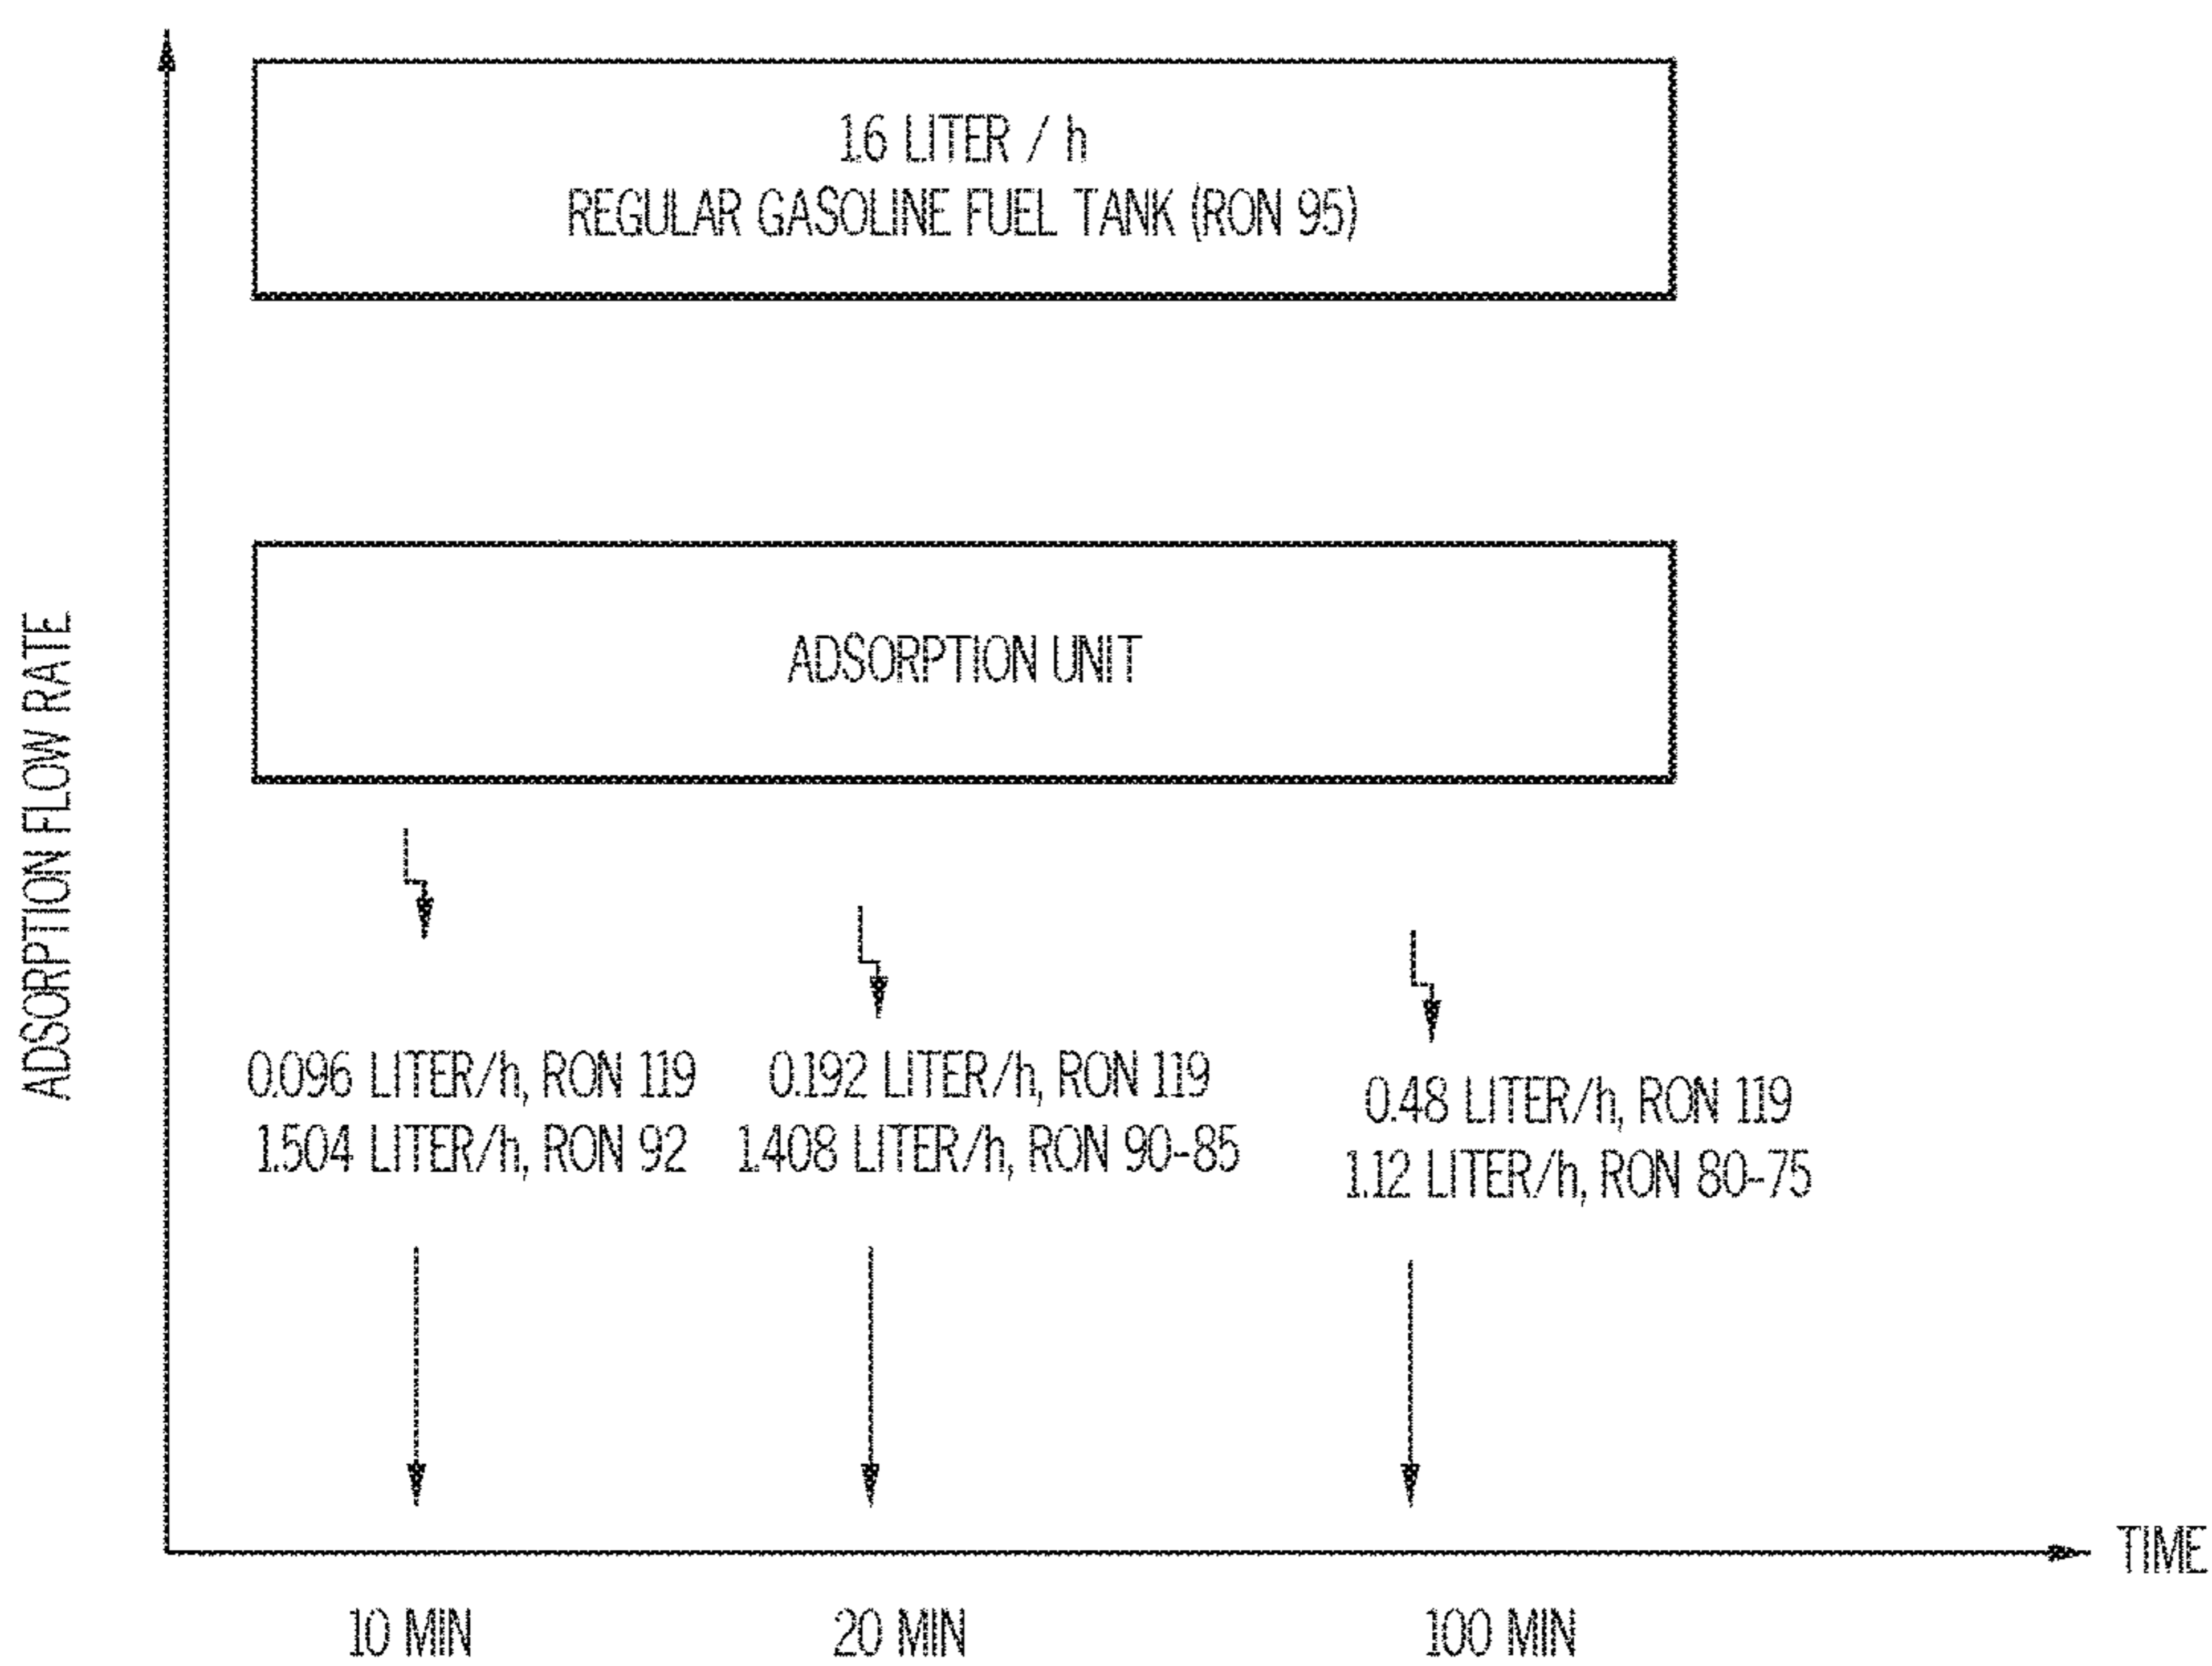 1.6 LITER / h
REGULAR GASOLINE FUEL TANK (RON 95)
ADSORPTION UNIT
ADSORPTION FLOW RATE
0.096 LITER/h, RON 119
1.504 LITER/h, RON 92
0.192 LITER/h, RON 119
1.408 LITER/h, RON 90-85
0.48 LITER/h, RON 119
1.12 LITER/h, RON 80-75
TIME
10 MIN
20 MIN
100 MIN